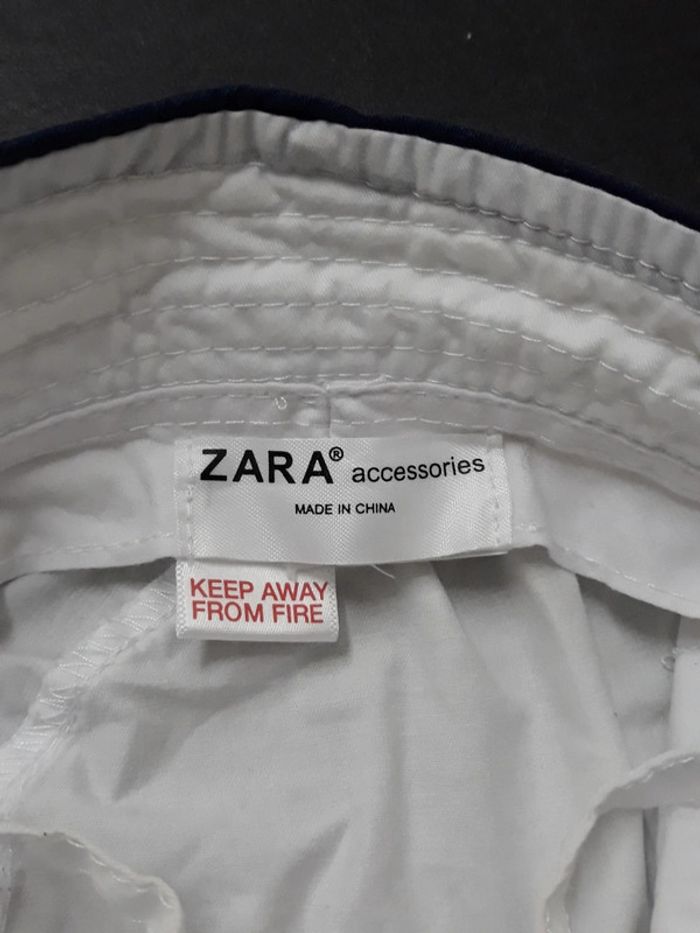 ZARA® accessories
MADE IN CHINA
KEEP AWAY
FROM FIRE